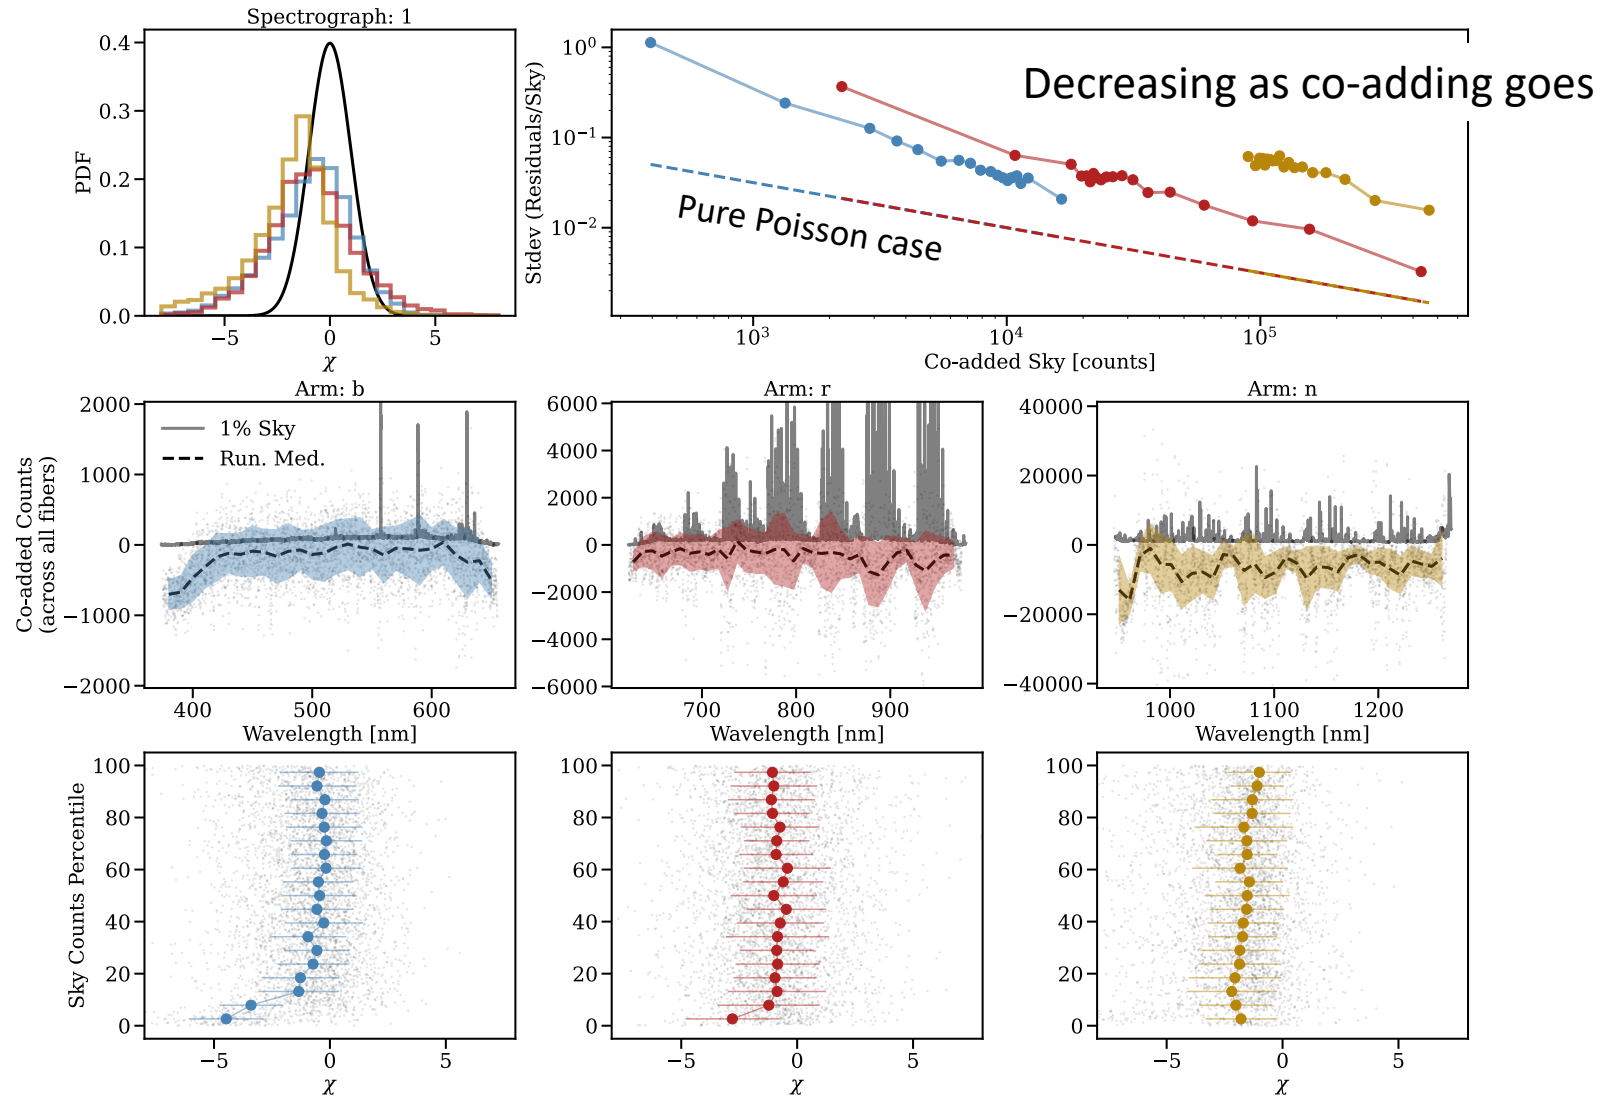 Spectrograph: 1
0.4
0.3
0.2
0.1
0.0
PDF
−5 0 5
χ
10⁰
10⁻¹
10⁻²
Stdev (Residuals/Sky)
Decreasing as co-adding goes
Pure Poisson case
10³ 10⁴ 10⁵
Co-added Sky [counts]
Arm: b
2000
1000
0
−1000
−2000
Co-added Counts
(across all fibers)
1% Sky
Run. Med.
400 500 600
Wavelength [nm]
Arm: r
6000
4000
2000
0
−2000
−4000
−6000
700 800 900
Wavelength [nm]
Arm: n
40000
20000
0
−20000
−40000
1000 1100 1200
Wavelength [nm]
100
80
60
40
20
0
Sky Counts Percentile
−5 0 5
χ
100
80
60
40
20
0
−5 0 5
χ
100
80
60
40
20
0
−5 0 5
χ